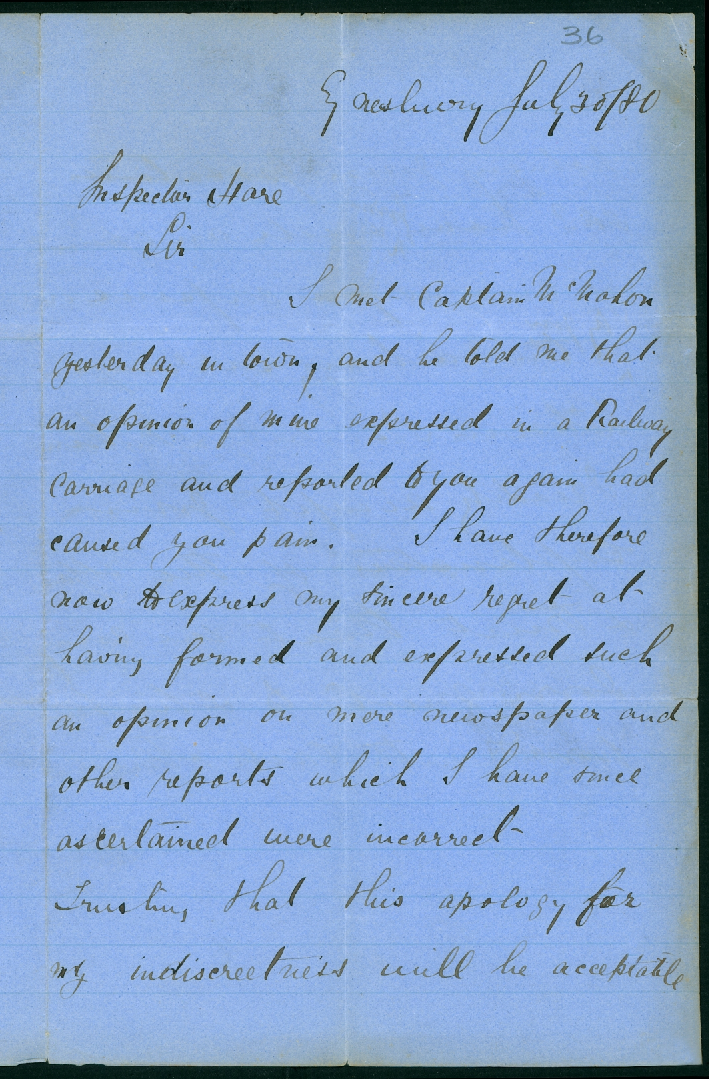 36
Eynesbury July 30/80
Inspector Hare
Sir
I met Captain McMahon
yesterday in town, and he told me that
an opinion of mine expressed in a Railway
Carriage and reported to you again had
caused you pain. I have therefore
now to express my sincere regret at
having formed and expressed such
an opinion on mere newspaper and
other reports which I have since
ascertained were incorrect
Trusting that this apology for
my indiscreetness will be acceptable